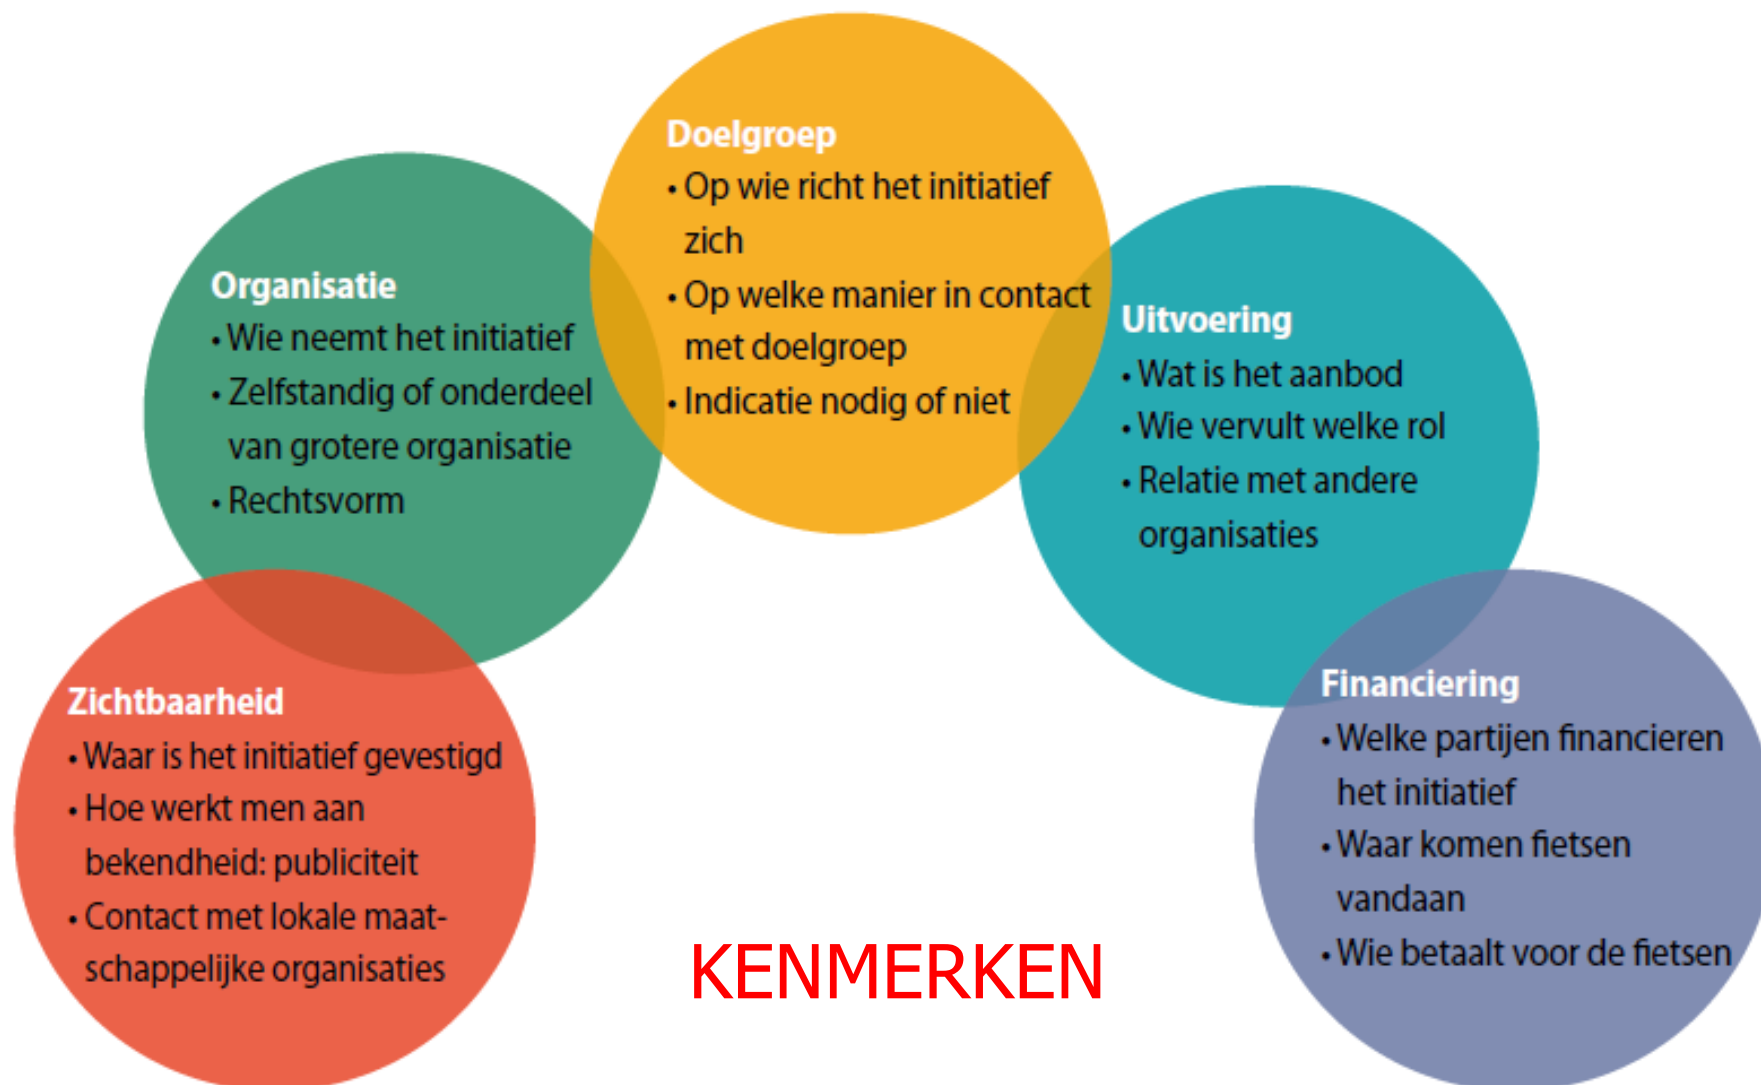 Zichtbaarheid
• Waar is het initiatief gevestigd
• Hoe werkt men aan
bekendheid: publiciteit
• Contact met lokale maat-
schappelijke organisaties
Organisatie
• Wie neemt het initiatief
• Zelfstandig of onderdeel
van grotere organisatie
• Rechtsvorm
Doelgroep
• Op wie richt het initiatief
zich
• Op welke manier in contact
met doelgroep
• Indicatie nodig of niet
Uitvoering
• Wat is het aanbod
• Wie vervult welke rol
• Relatie met andere
organisaties
Financiering
• Welke partijen financieren
het initiatief
• Waar komen fietsen
vandaan
• Wie betaalt voor de fietsen
KENMERKEN